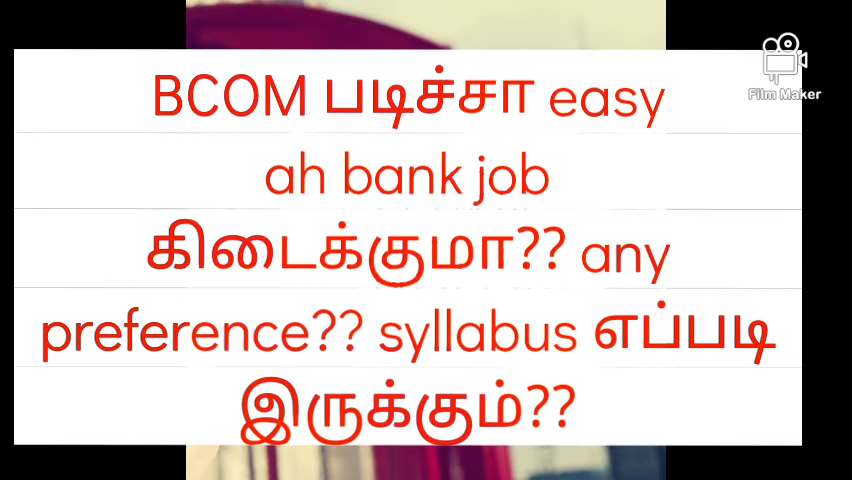 BCOM படிச்சா easy
ah bank job
கிடைக்குமா?? any
preference?? syllabus எப்படி
இருக்கும்??
Film Maker